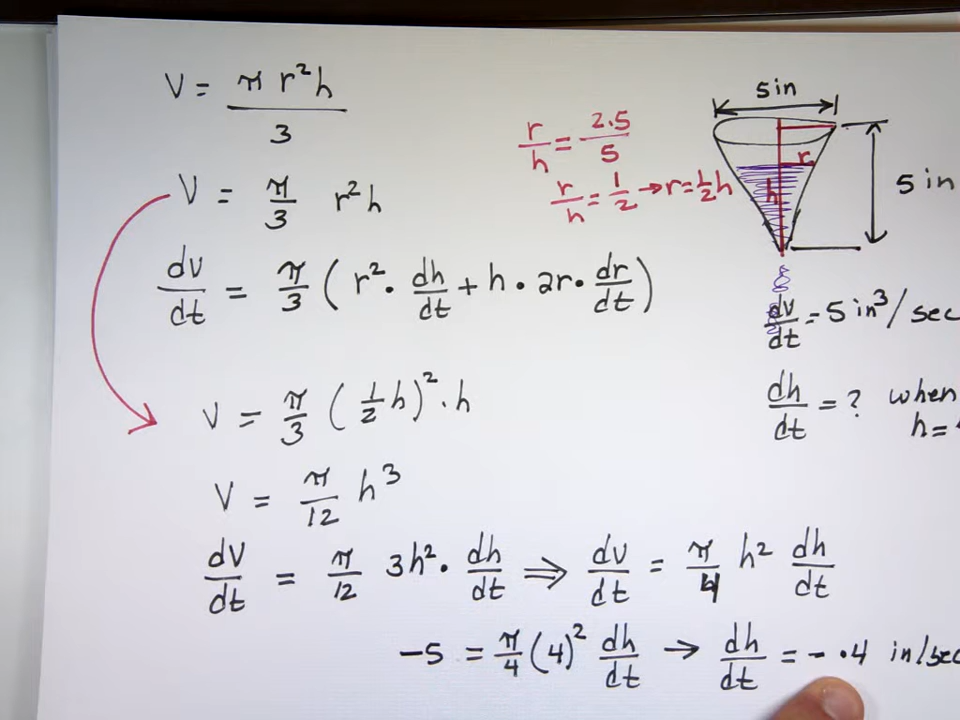 V = π r²h / 3
V = π/3 r²h
dv/dt = π/3 ( r² · dh/dt + h · 2r · dr/dt )
V = π/3 ( 1/2 h )² · h
V = π/12 h³
dV/dt = π/12 3h² · dh/dt ⇒ dv/dt = π/4 h² dh/dt
-5 = π/4 (4)² dh/dt → dh/dt = - .4 in/sec
r/h = 2.5/5
r/h = 1/2 → r = 1/2 h
5 in
r
h
5 in
dv/dt = 5 in³/sec
dh/dt = ? when
h =